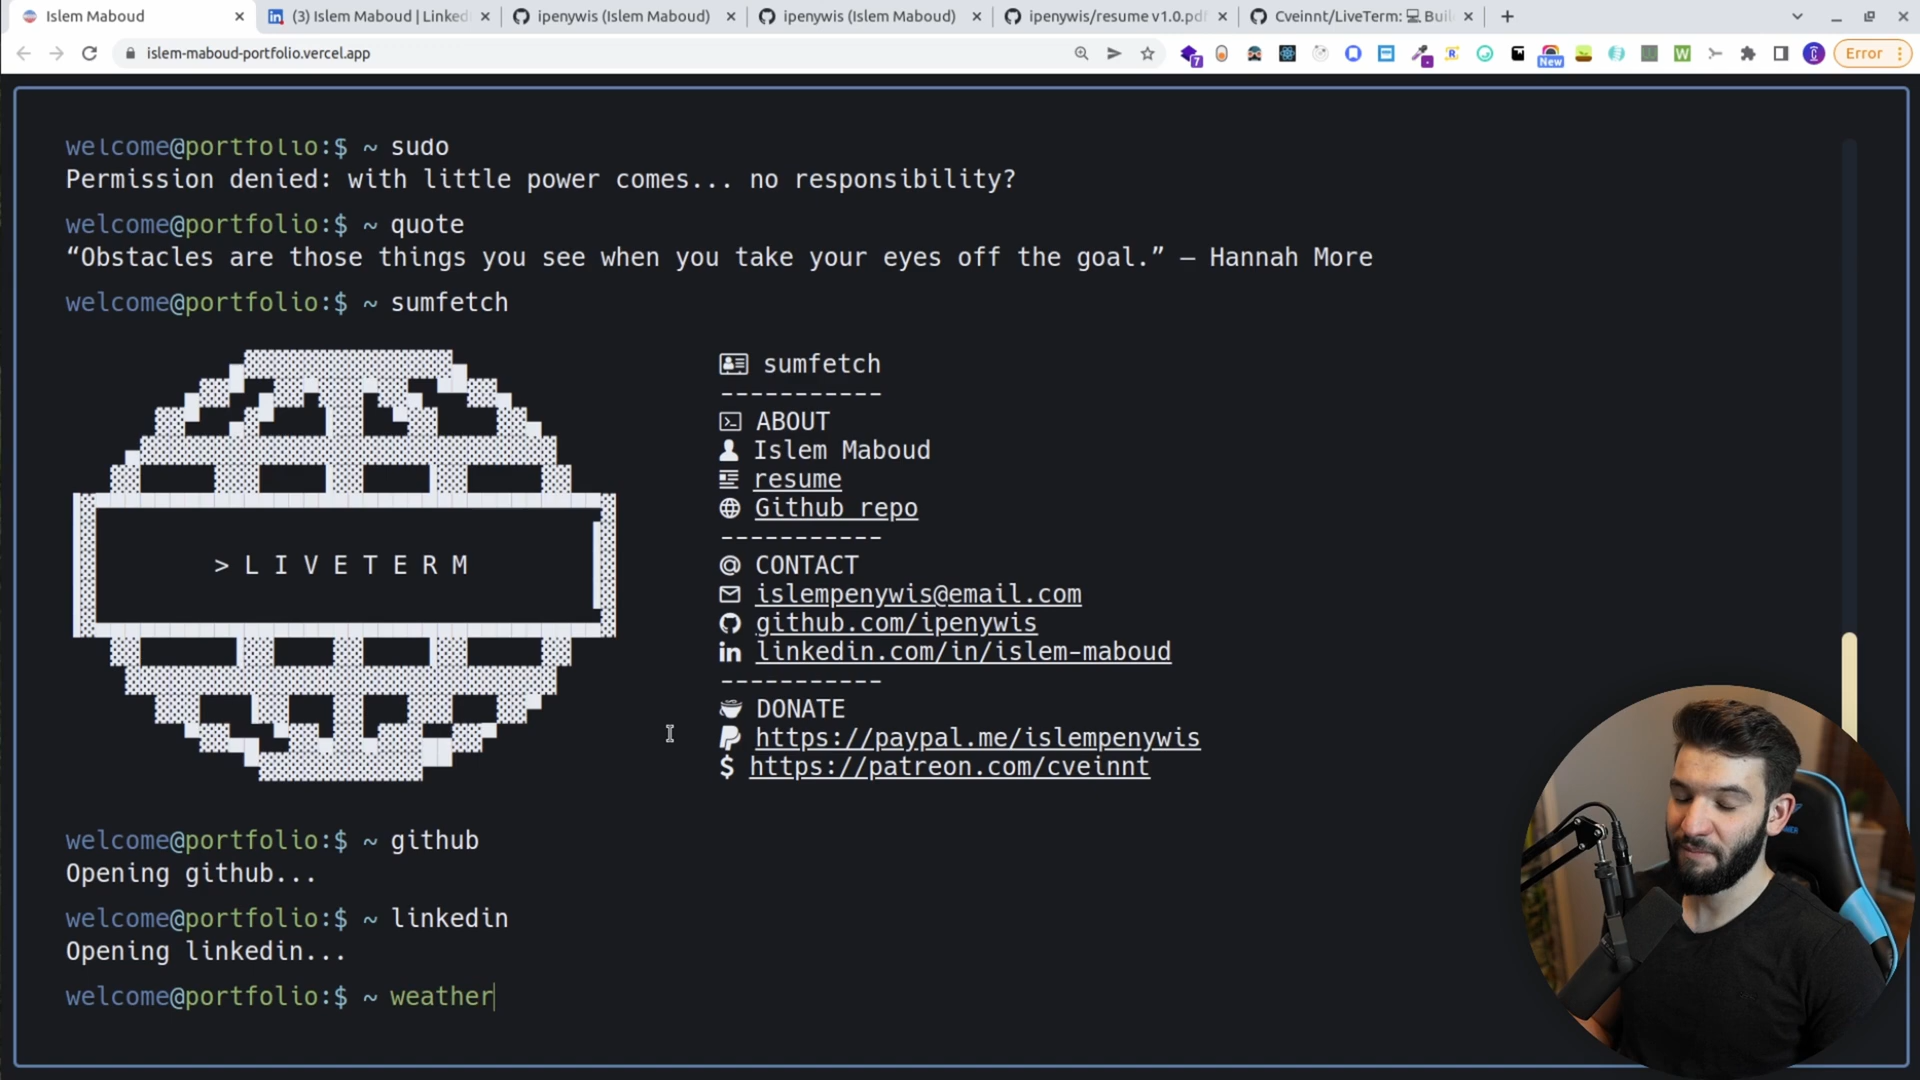 Islem Maboud
(3) Islem Maboud | Linked
ipenywis (Islem Maboud)
ipenywis (Islem Maboud)
ipenywis/resume v1.0.pdf
Cveinnt/LiveTerm: 💻 Buil
islem-maboud-portfolio.vercel.app
7
New
Error
welcome@portfolio:$ ~ sudo
Permission denied: with little power comes... no responsibility?
welcome@portfolio:$ ~ quote
“Obstacles are those things you see when you take your eyes off the goal.” — Hannah More
welcome@portfolio:$ ~ sumfetch
sumfetch
-----------
ABOUT
Islem Maboud
resume
Github repo
-----------
> L I V E T E R M
CONTACT
islempenywis@email.com
github.com/ipenywis
linkedin.com/in/islem-maboud
-----------
DONATE
https://paypal.me/islempenywis
$ https://patreon.com/cveinnt
welcome@portfolio:$ ~ github
Opening github...
welcome@portfolio:$ ~ linkedin
Opening linkedin...
welcome@portfolio:$ ~ weather